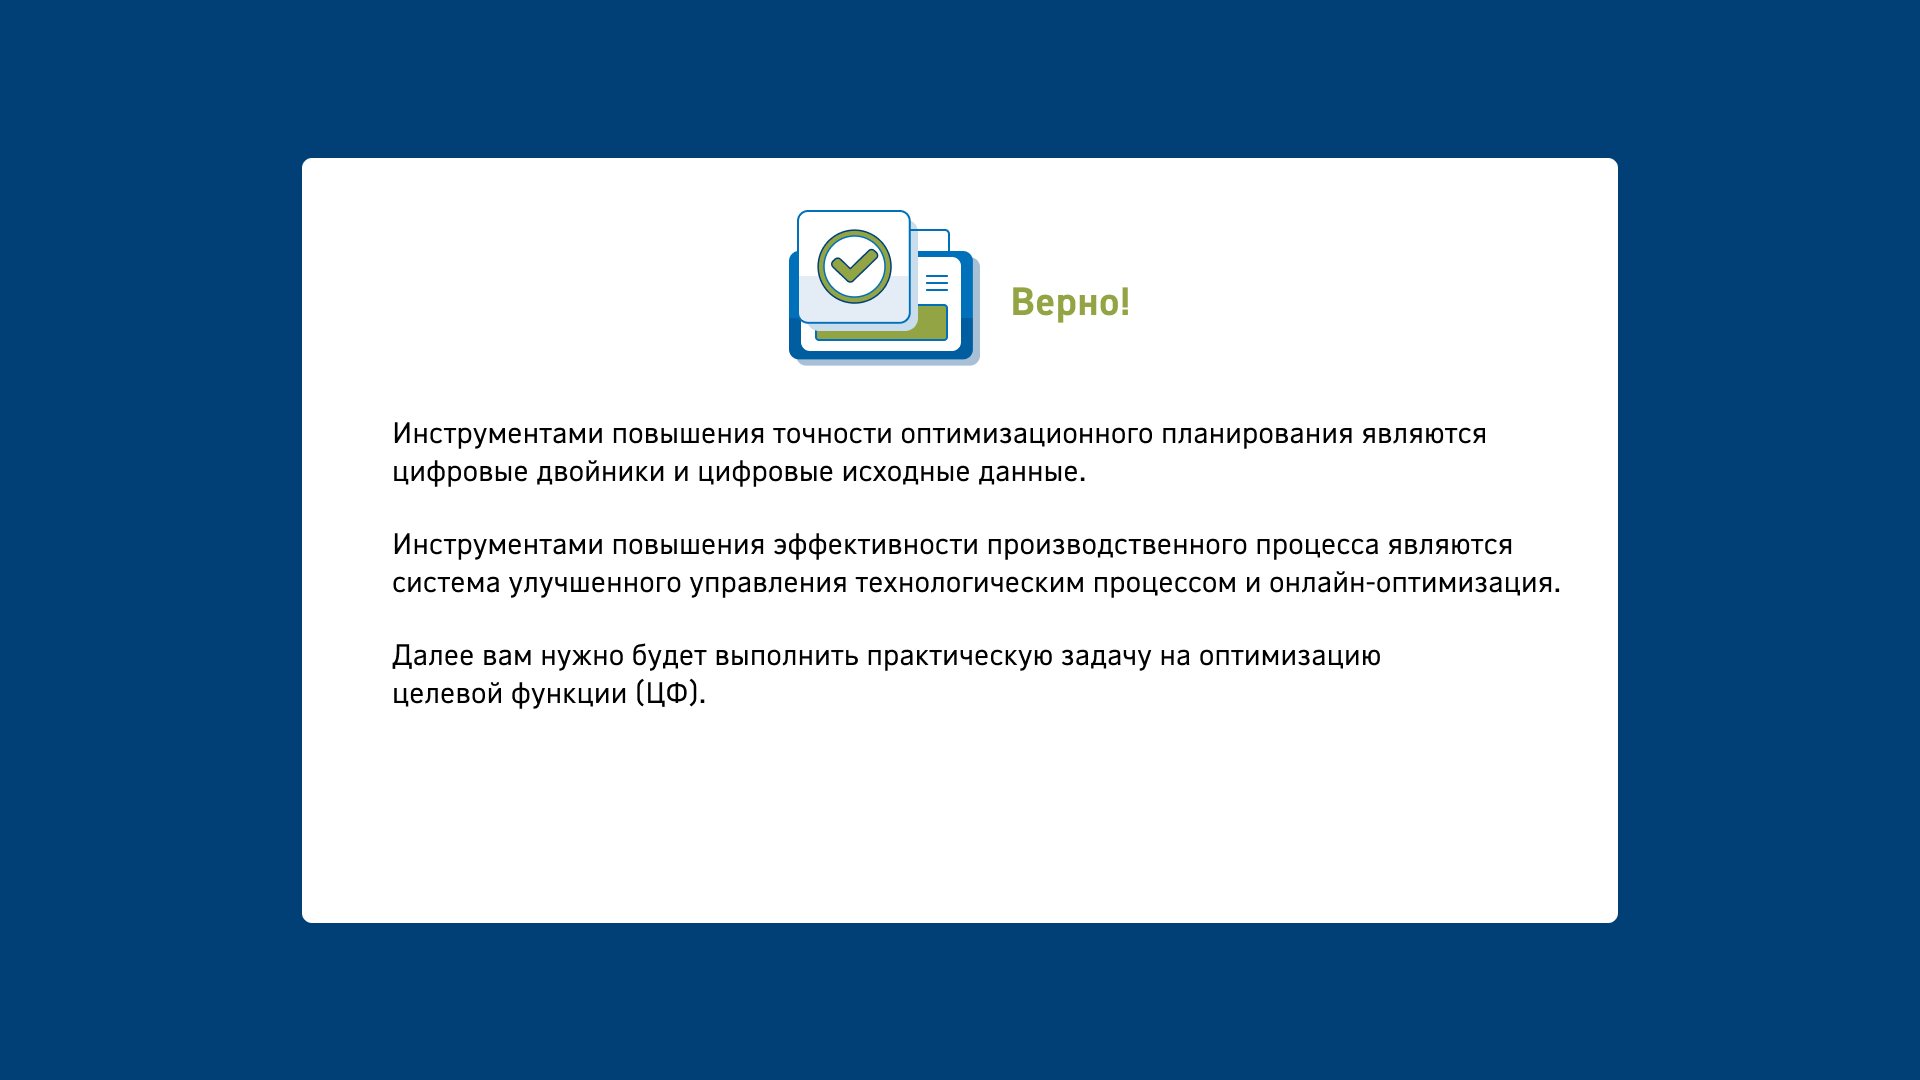 Верно!
Инструментами повышения точности оптимизационного планирования являются
цифровые двойники и цифровые исходные данные.
Инструментами повышения эффективности производственного процесса являются
система улучшенного управления технологическим процессом и онлайн-оптимизация.
Далее вам нужно будет выполнить практическую задачу на оптимизацию
целевой функции (ЦФ).